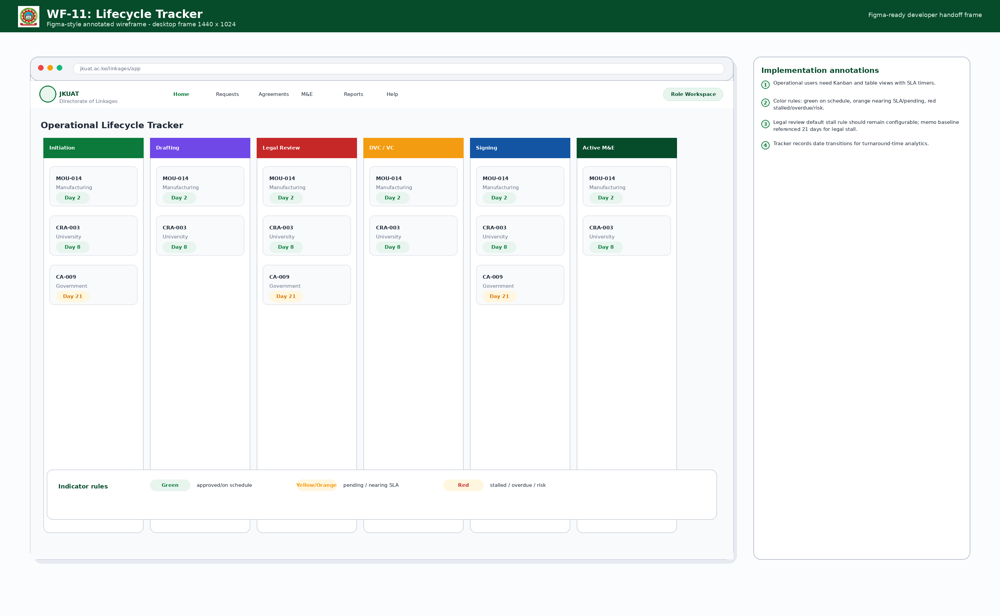 WF-11: Lifecycle Tracker
Figma-style annotated wireframe - desktop frame 1440 x 1024
Figma-ready developer handoff frame
jkuat.ac.ke/linkages/app
JKUAT
Directorate of Linkages
Home
Requests
Agreements
M&E
Reports
Help
Role Workspace
Operational Lifecycle Tracker
Initiation
MOU-014
Manufacturing
Day 2
CRA-003
University
Day 8
CA-009
Government
Day 21
Drafting
MOU-014
Manufacturing
Day 2
CRA-003
University
Day 8
Legal Review
MOU-014
Manufacturing
Day 2
CRA-003
University
Day 8
CA-009
Government
Day 21
DVC / VC
MOU-014
Manufacturing
Day 2
CRA-003
University
Day 8
Signing
MOU-014
Manufacturing
Day 2
CRA-003
University
Day 8
CA-009
Government
Day 21
Active M&E
MOU-014
Manufacturing
Day 2
CRA-003
University
Day 8
Indicator rules
Green
approved/on schedule
Yellow/Orange
pending / nearing SLA
Red
stalled / overdue / risk
Implementation annotations
1 Operational users need Kanban and table views with SLA timers.
2 Color rules: green on schedule, orange nearing SLA/pending, red
stalled/overdue/risk.
3 Legal review default stall rule should remain configurable; memo baseline
referenced 21 days for legal stall.
4 Tracker records date transitions for turnaround-time analytics.